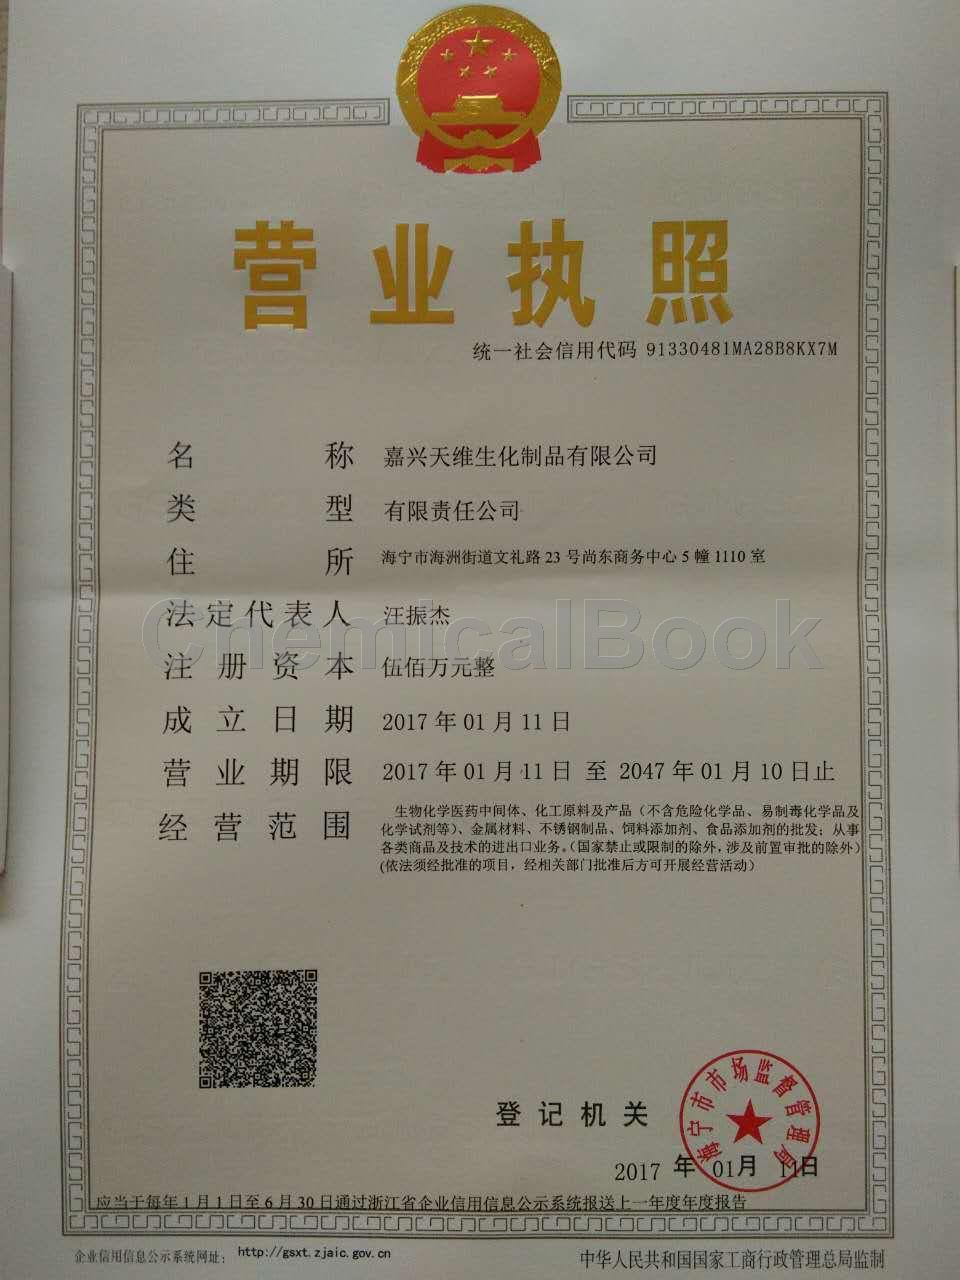 营业执照
统一社会信用代码 91330481MA28B8KX7M
名称 嘉兴天维生化制品有限公司
类型 有限责任公司
住所 海宁市海洲街道文礼路23号尚东商务中心5幢1110室
法定代表人 汪振杰
注册资本 伍佰万元整
成立日期 2017年01月11日
营业期限 2017年01月11日 至 2047年01月10日止
经营范围 生物化学医药中间体、化工原料及产品（不含危险化学品、易制毒化学品及
化学试剂等）、金属材料、不锈钢制品、饲料添加剂、食品添加剂的批发；从事
各类商品及技术的进出口业务。（国家禁止或限制的除外，涉及前置审批的除外）
（依法须经批准的项目，经相关部门批准后方可开展经营活动）
ChemicalBook
登记机关
海宁市市场监督管理局
2017年01月11日
应当于每年1月1日至6月30日通过浙江省企业信用信息公示系统报送上一年度年度报告
企业信用信息公示系统网址： http://gsxt.zjaic.gov.cn
中华人民共和国国家工商行政管理总局监制